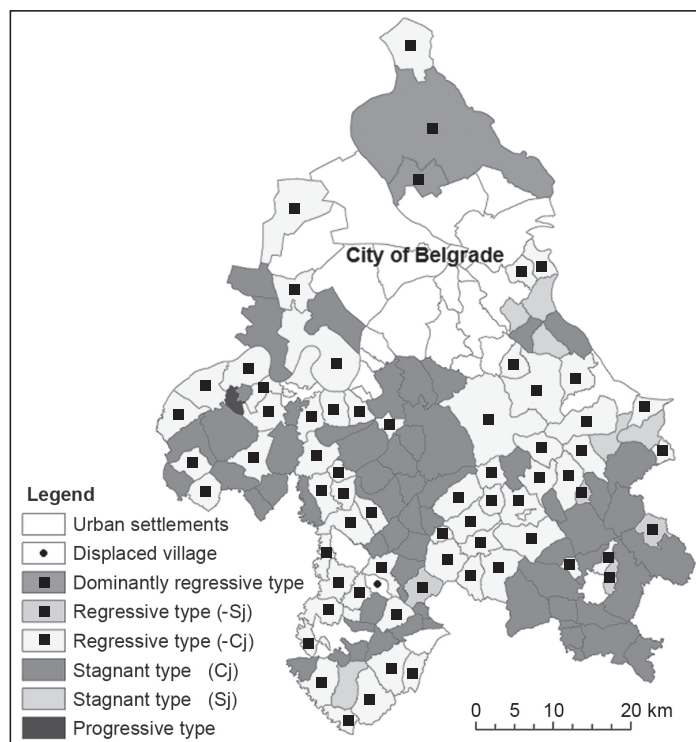 City of Belgrade
Legend
Urban settlements
Displaced village
Dominantly regressive type
Regressive type (-Sj)
Regressive type (-Cj)
Stagnant type (Cj)
Stagnant type (Sj)
Progressive type
0 5 10 20 km